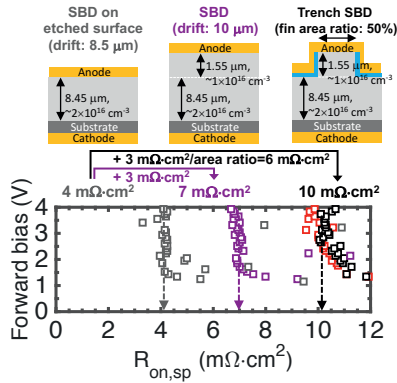 SBD on
etched surface
(drift: 8.5 μm)
SBD
(drift: 10 μm)
Trench SBD
(fin area ratio: 50%)
Anode
8.45 μm,
~2×10¹⁶ cm⁻³
Substrate
Cathode
Anode
1.55 μm,
~1×10¹⁶ cm⁻³
8.45 μm,
~2×10¹⁶ cm⁻³
Substrate
Cathode
Anode
1.55 μm,
~1×10¹⁶ cm⁻³
8.45 μm,
~2×10¹⁶ cm⁻³
Substrate
Cathode
+ 3 mΩ·cm²/area ratio=6 mΩ·cm²
+ 3 mΩ·cm²
4 mΩ·cm²
7 mΩ·cm²
10 mΩ·cm²
Forward bias (V)
4
3
2
1
0
0 2 4 6 8 10 12
Ron,sp (mΩ·cm²)